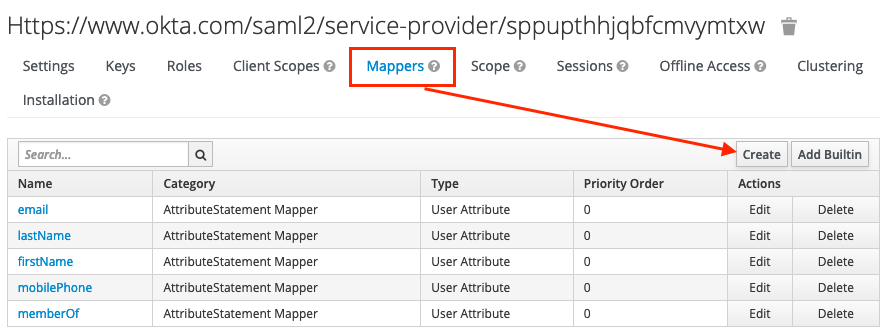 Https://www.okta.com/saml2/service-provider/sppupthhjqbfcmvymtxw
Settings Keys Roles Client Scopes ? Mappers ? Scope ? Sessions ? Offline Access ? Clustering
Installation ?
Search... Create Add Builtin
Name Category Type Priority Order Actions
email AttributeStatement Mapper User Attribute 0 Edit Delete
lastName AttributeStatement Mapper User Attribute 0 Edit Delete
firstName AttributeStatement Mapper User Attribute 0 Edit Delete
mobilePhone AttributeStatement Mapper User Attribute 0 Edit Delete
memberOf AttributeStatement Mapper User Attribute 0 Edit Delete